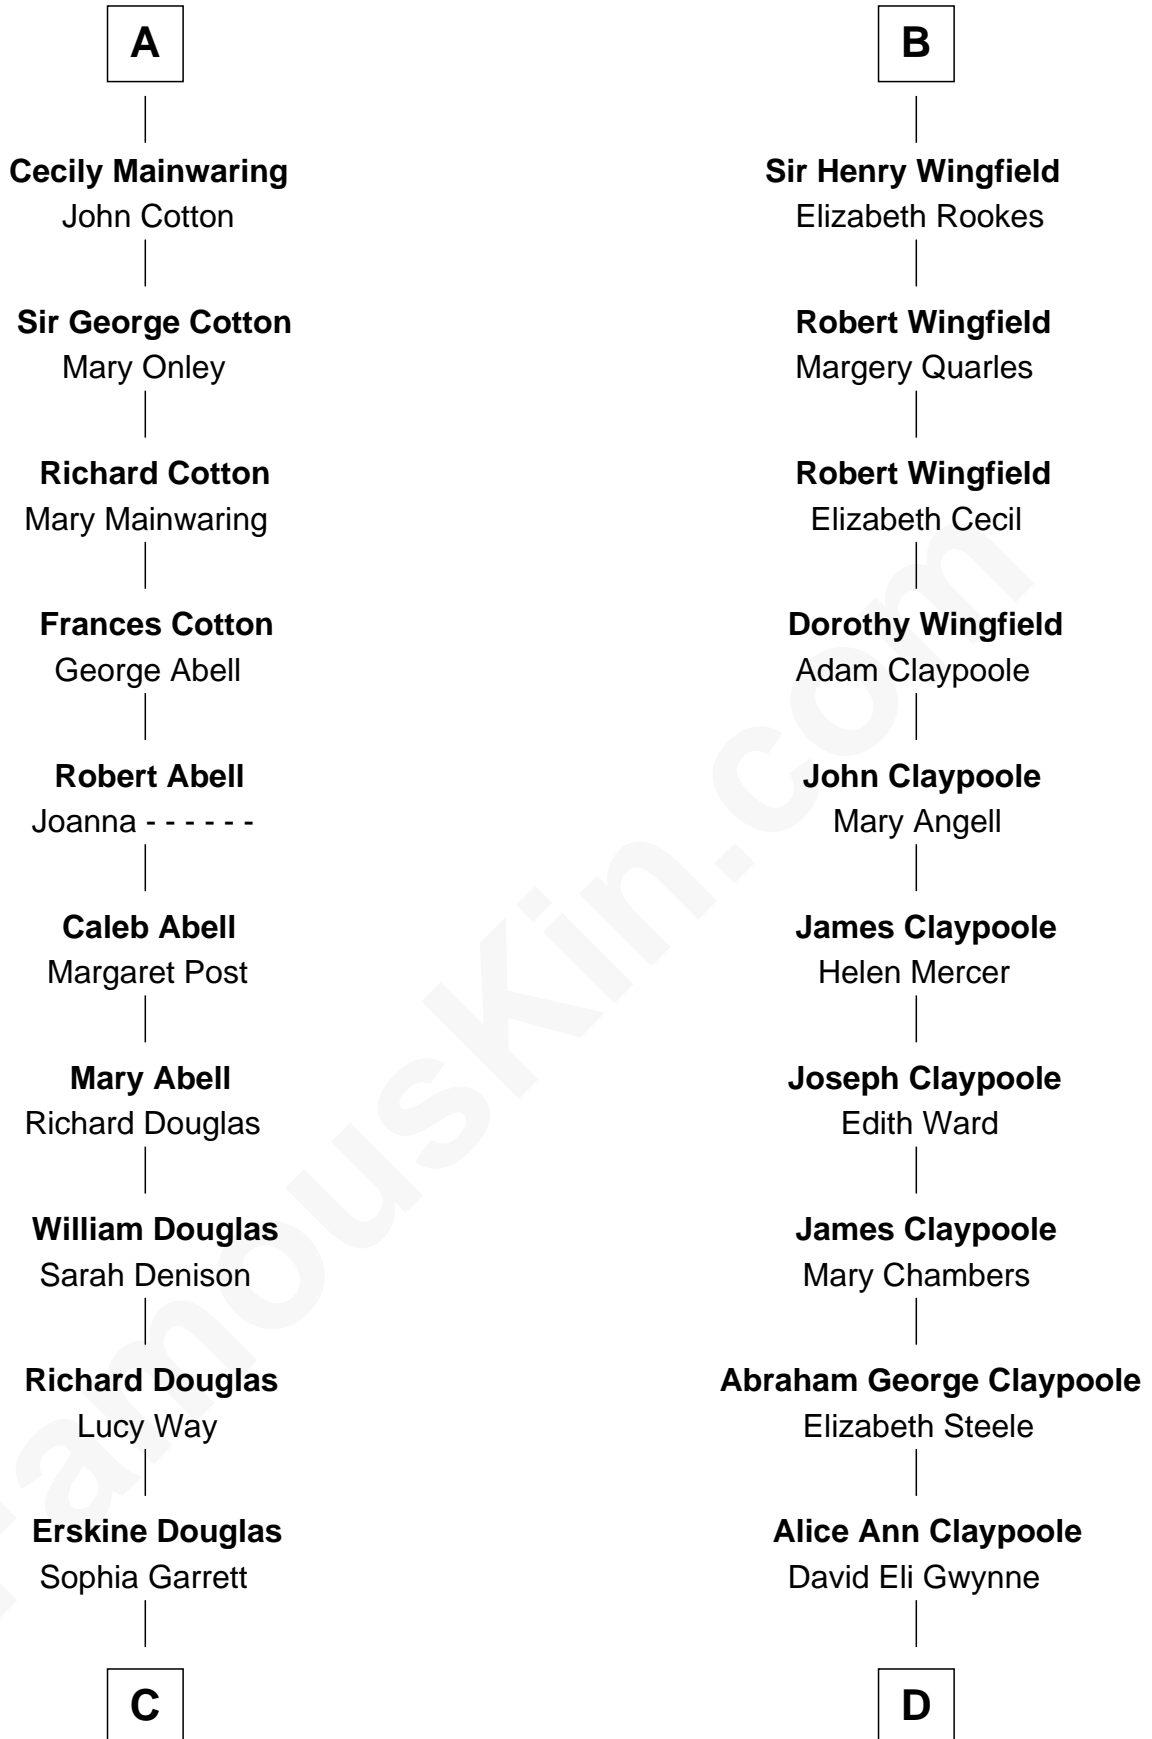 A
Cecily Mainwaring
John Cotton
Sir George Cotton
Mary Onley
Richard Cotton
Mary Mainwaring
Frances Cotton
George Abell
Robert Abell
Joanna - - - - - -
Caleb Abell
Margaret Post
Mary Abell
Richard Douglas
William Douglas
Sarah Denison
Richard Douglas
Lucy Way
Erskine Douglas
Sophia Garrett
C
B
Sir Henry Wingfield
Elizabeth Rookes
Robert Wingfield
Margery Quarles
Robert Wingfield
Elizabeth Cecil
Dorothy Wingfield
Adam Claypoole
John Claypoole
Mary Angell
James Claypoole
Helen Mercer
Joseph Claypoole
Edith Ward
James Claypoole
Mary Chambers
Abraham George Claypoole
Elizabeth Steele
Alice Ann Claypoole
David Eli Gwynne
D
FamousKin.com